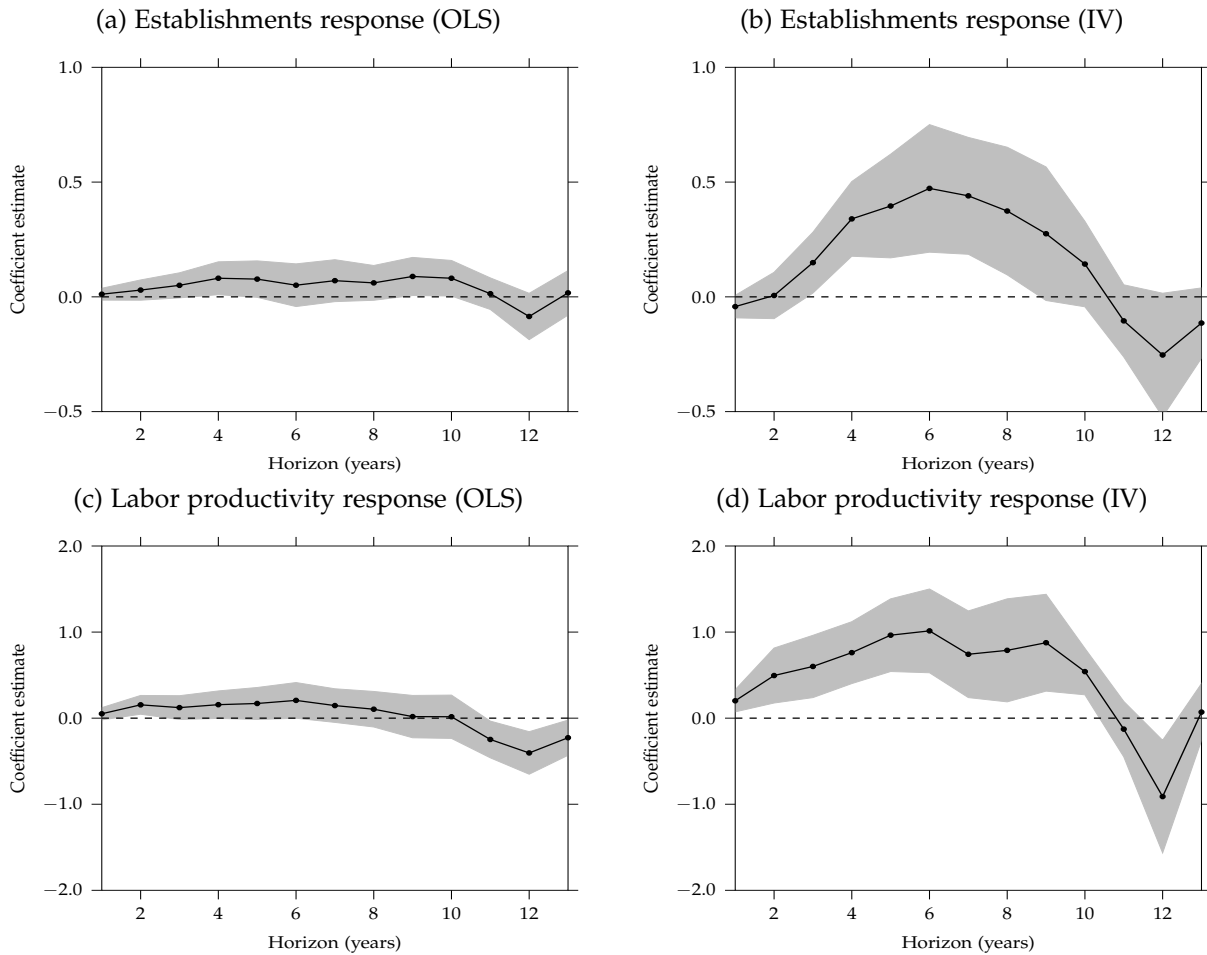 (a) Establishments response (OLS)
1.0
0.5
0.0
−0.5
Coefficient estimate
2 4 6 8 10 12
Horizon (years)
(b) Establishments response (IV)
1.0
0.5
0.0
−0.5
Coefficient estimate
2 4 6 8 10 12
Horizon (years)
(c) Labor productivity response (OLS)
2.0
1.0
0.0
−1.0
−2.0
Coefficient estimate
2 4 6 8 10 12
Horizon (years)
(d) Labor productivity response (IV)
2.0
1.0
0.0
−1.0
−2.0
Coefficient estimate
2 4 6 8 10 12
Horizon (years)